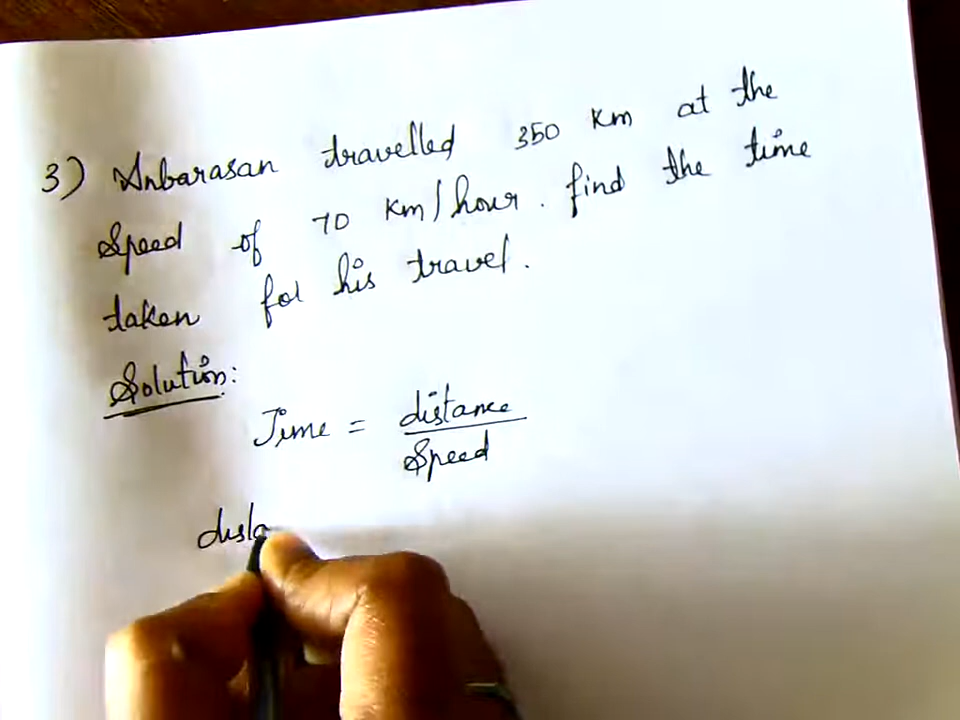 3) Anbarasan travelled 350 km at the
Speed of 70 km/hour. find the time
taken for his travel.
Solution:
Time = distance
Speed
dista